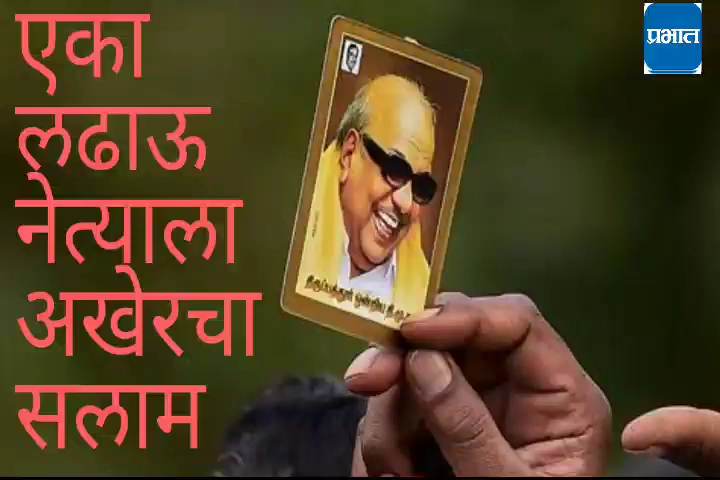 एका
लढाऊ
नेत्याला
अखेरचा
सलाम
प्रभात